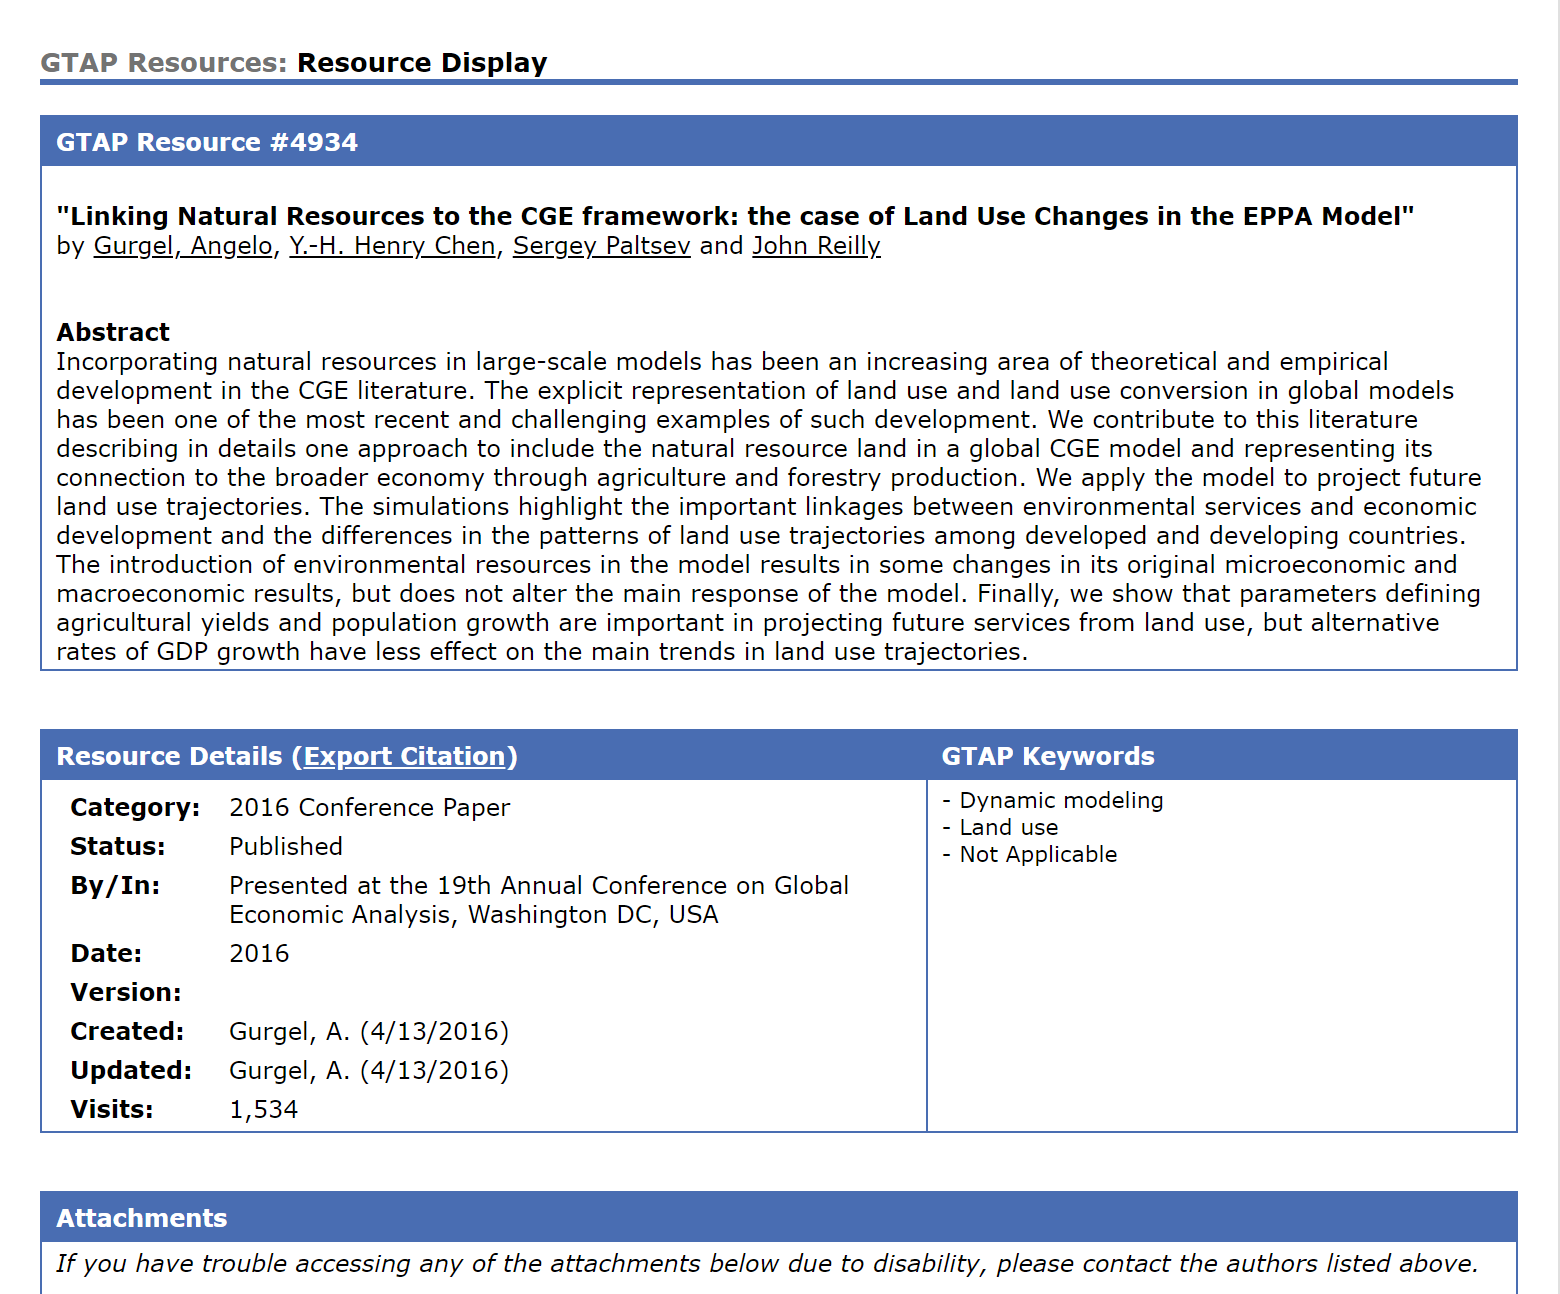 GTAP Resources: Resource Display
GTAP Resource #4934
"Linking Natural Resources to the CGE framework: the case of Land Use Changes in the EPPA Model"
by Gurgel, Angelo, Y.-H. Henry Chen, Sergey Paltsev and John Reilly
Abstract
Incorporating natural resources in large-scale models has been an increasing area of theoretical and empirical
development in the CGE literature. The explicit representation of land use and land use conversion in global models
has been one of the most recent and challenging examples of such development. We contribute to this literature
describing in details one approach to include the natural resource land in a global CGE model and representing its
connection to the broader economy through agriculture and forestry production. We apply the model to project future
land use trajectories. The simulations highlight the important linkages between environmental services and economic
development and the differences in the patterns of land use trajectories among developed and developing countries.
The introduction of environmental resources in the model results in some changes in its original microeconomic and
macroeconomic results, but does not alter the main response of the model. Finally, we show that parameters defining
agricultural yields and population growth are important in projecting future services from land use, but alternative
rates of GDP growth have less effect on the main trends in land use trajectories.
Resource Details (Export Citation)
Category: 2016 Conference Paper
Status: Published
By/In: Presented at the 19th Annual Conference on Global
Economic Analysis, Washington DC, USA
Date: 2016
Version:
Created: Gurgel, A. (4/13/2016)
Updated: Gurgel, A. (4/13/2016)
Visits: 1,534
GTAP Keywords
- Dynamic modeling
- Land use
- Not Applicable
Attachments
If you have trouble accessing any of the attachments below due to disability, please contact the authors listed above.